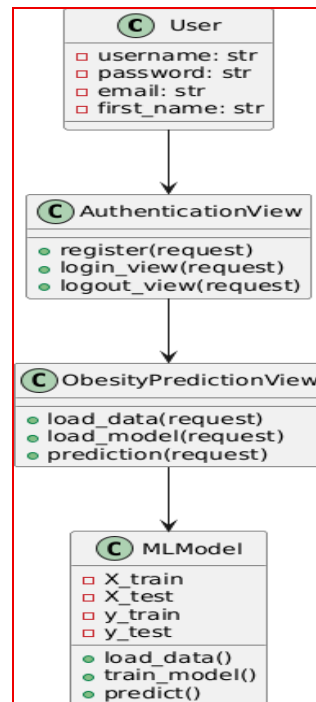 C User
username: str
password: str
email: str
first_name: str
C AuthenticationView
register(request)
login_view(request)
logout_view(request)
C ObesityPredictionView
load_data(request)
load_model(request)
prediction(request)
C MLModel
X_train
X_test
y_train
y_test
load_data()
train_model()
predict()